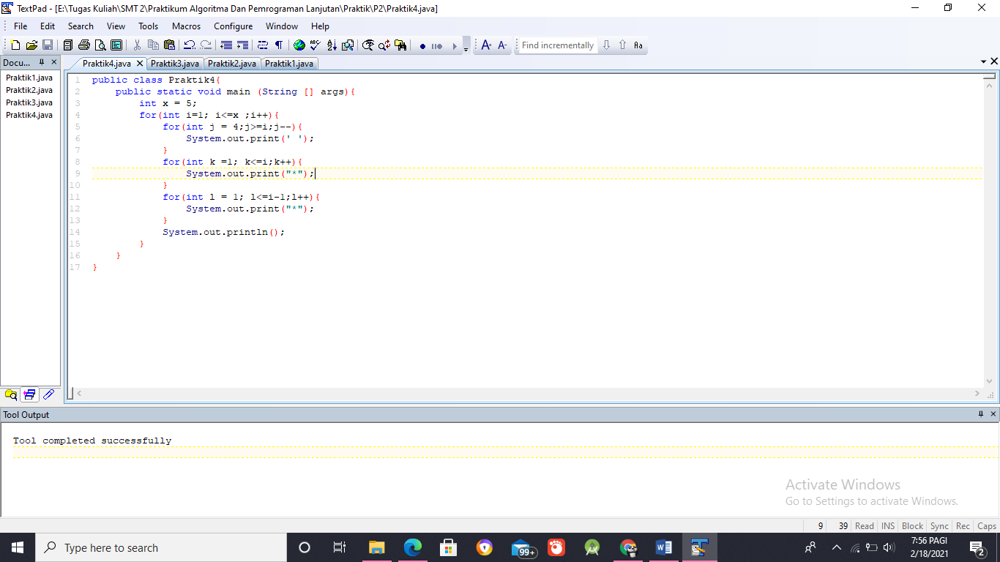 TextPad - [E:\Tugas Kuliah\SMT 2\Praktikum Algoritma Dan Pemrograman Lanjutan\Praktik\P2\Praktik4.java]
File Edit Search View Tools Macros Configure Window Help
Find incrementally Aa
Docu...
Praktik4.java Praktik3.java Praktik2.java Praktik1.java
Praktik1.java
Praktik2.java
Praktik3.java
Praktik4.java
1 public class Praktik4{
2     public static void main (String [] args){
3         int x = 5;
4         for(int i=1; i<=x ;i++){
5             for(int j = 4;j>=i;j--){
6                 System.out.print(' ');
7             }
8             for(int k =1; k<=i;k++){
9                 System.out.print("*");
10             }
11             for(int l = 1; l<=i-1;l++){
12                 System.out.print("*");
13             }
14             System.out.println();
15         }
16     }
17 }
Tool Output
Tool completed successfully
Activate Windows
Go to Settings to activate Windows.
9 39 Read INS Block Sync Rec Caps
Type here to search
99+
7:56 PAGI
2/18/2021
2